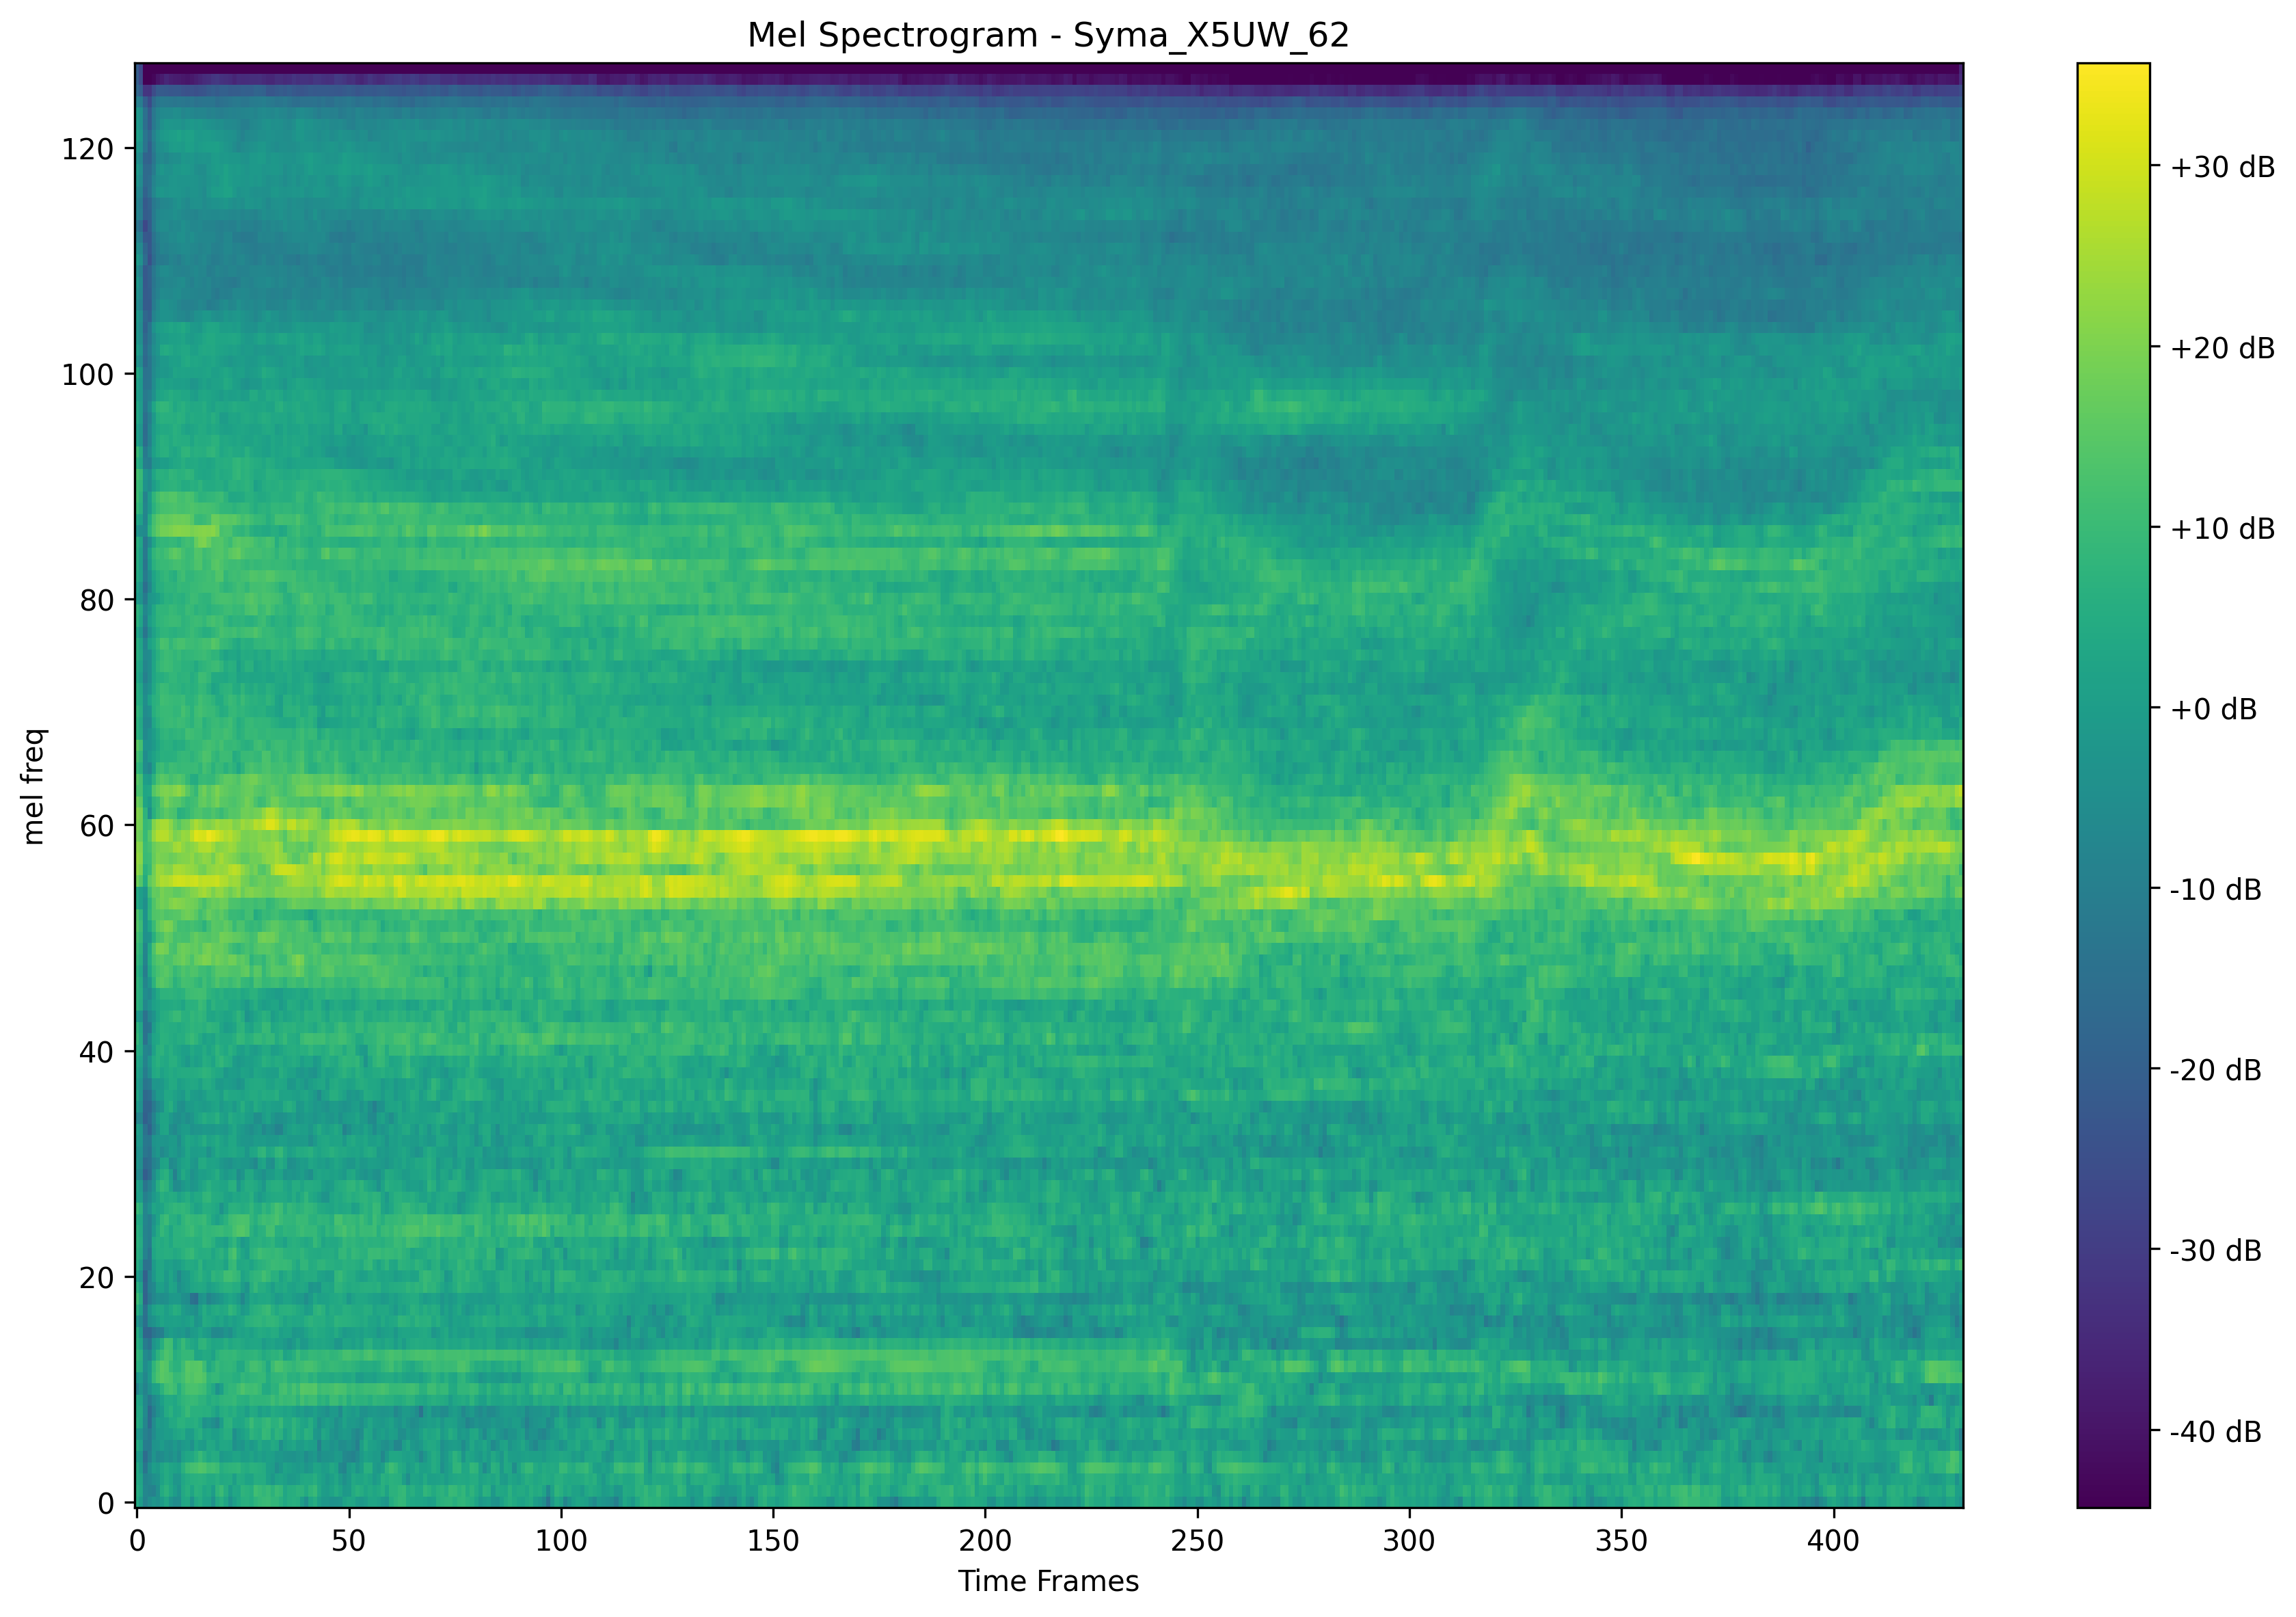 Mel Spectrogram - Syma_X5UW_62
mel freq
120
100
80
60
40
20
0
0 50 100 150 200 250 300 350 400
Time Frames
+30 dB
+20 dB
+10 dB
+0 dB
-10 dB
-20 dB
-30 dB
-40 dB